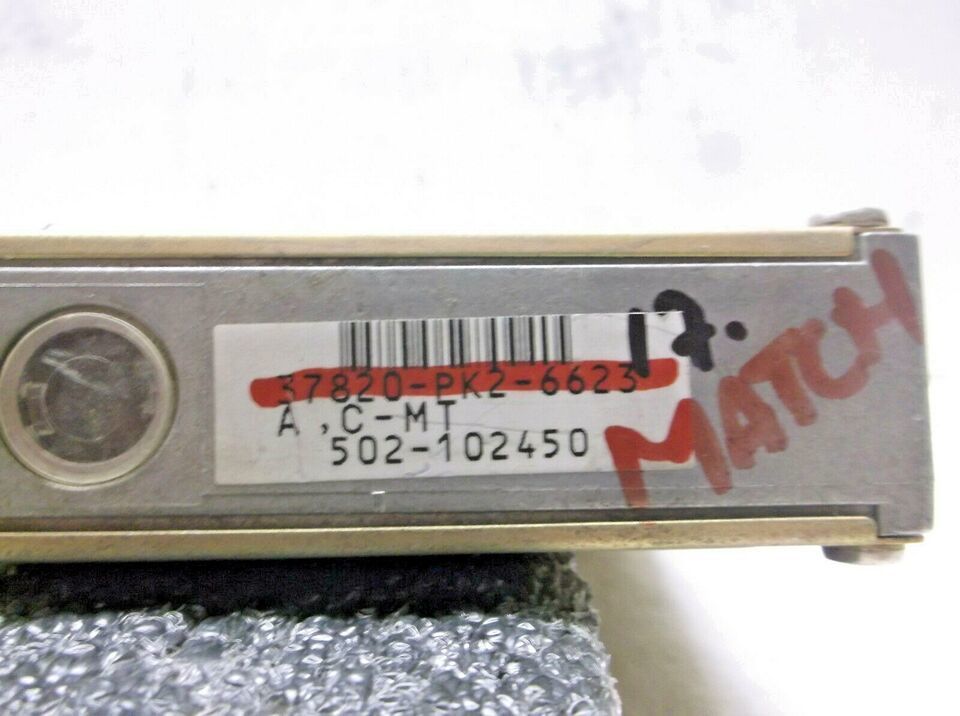 37820-PK2-6623
A , C-MT
502-102450
17.
MATCH